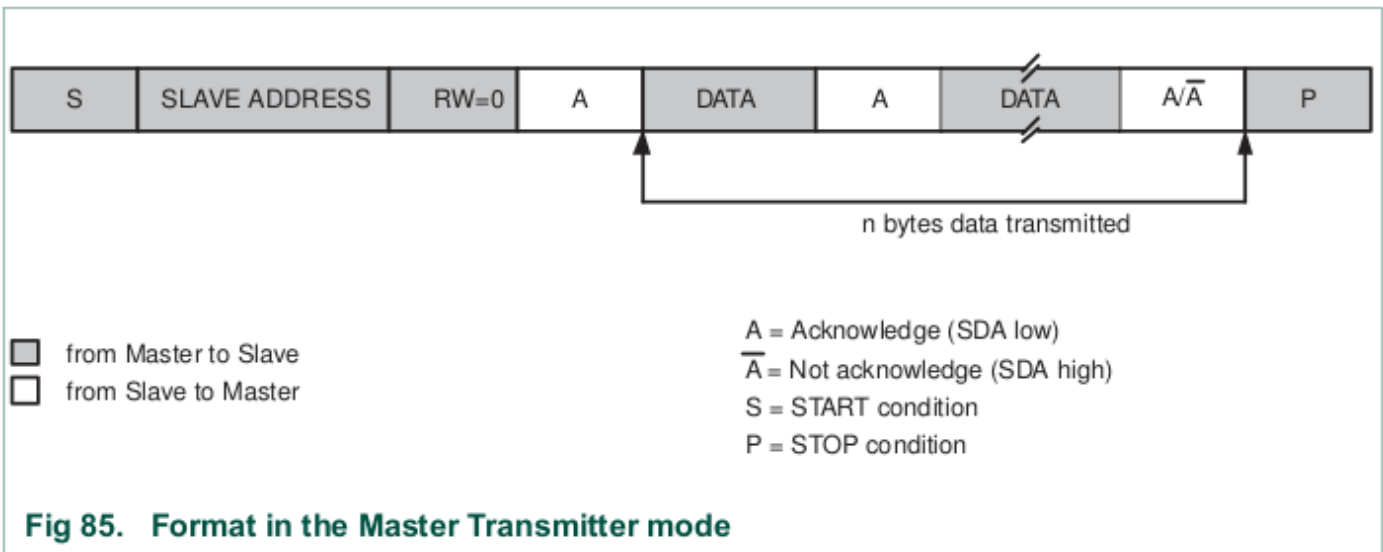 S SLAVE ADDRESS RW=0 A DATA A DATA A/A̅ P
n bytes data transmitted
from Master to Slave
from Slave to Master
A = Acknowledge (SDA low)
A̅ = Not acknowledge (SDA high)
S = START condition
P = STOP condition
Fig 85. Format in the Master Transmitter mode